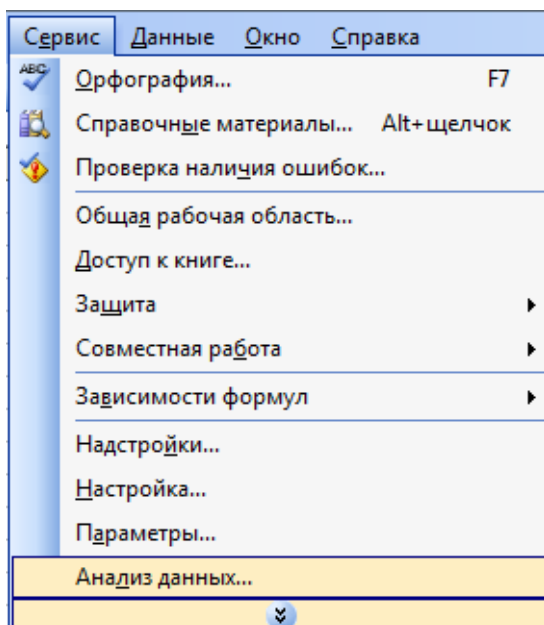 Сервис Данные Окно Справка
Орфография... F7
Справочные материалы... Alt+щелчок
Проверка наличия ошибок...
Общая рабочая область...
Доступ к книге...
Защита
Совместная работа
Зависимости формул
Надстройки...
Настройка...
Параметры...
Анализ данных...